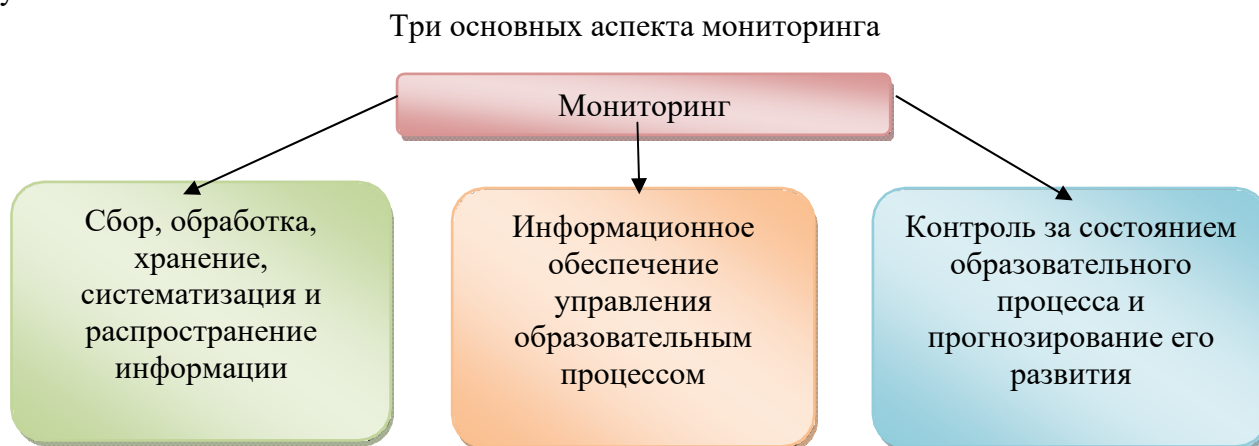 Три основных аспекта мониторинга
Мониторинг
Сбор, обработка,
хранение,
систематизация и
распространение
информации
Информационное
обеспечение
управления
образовательным
процессом
Контроль за состоянием
образовательного
процесса и
прогнозирование его
развития